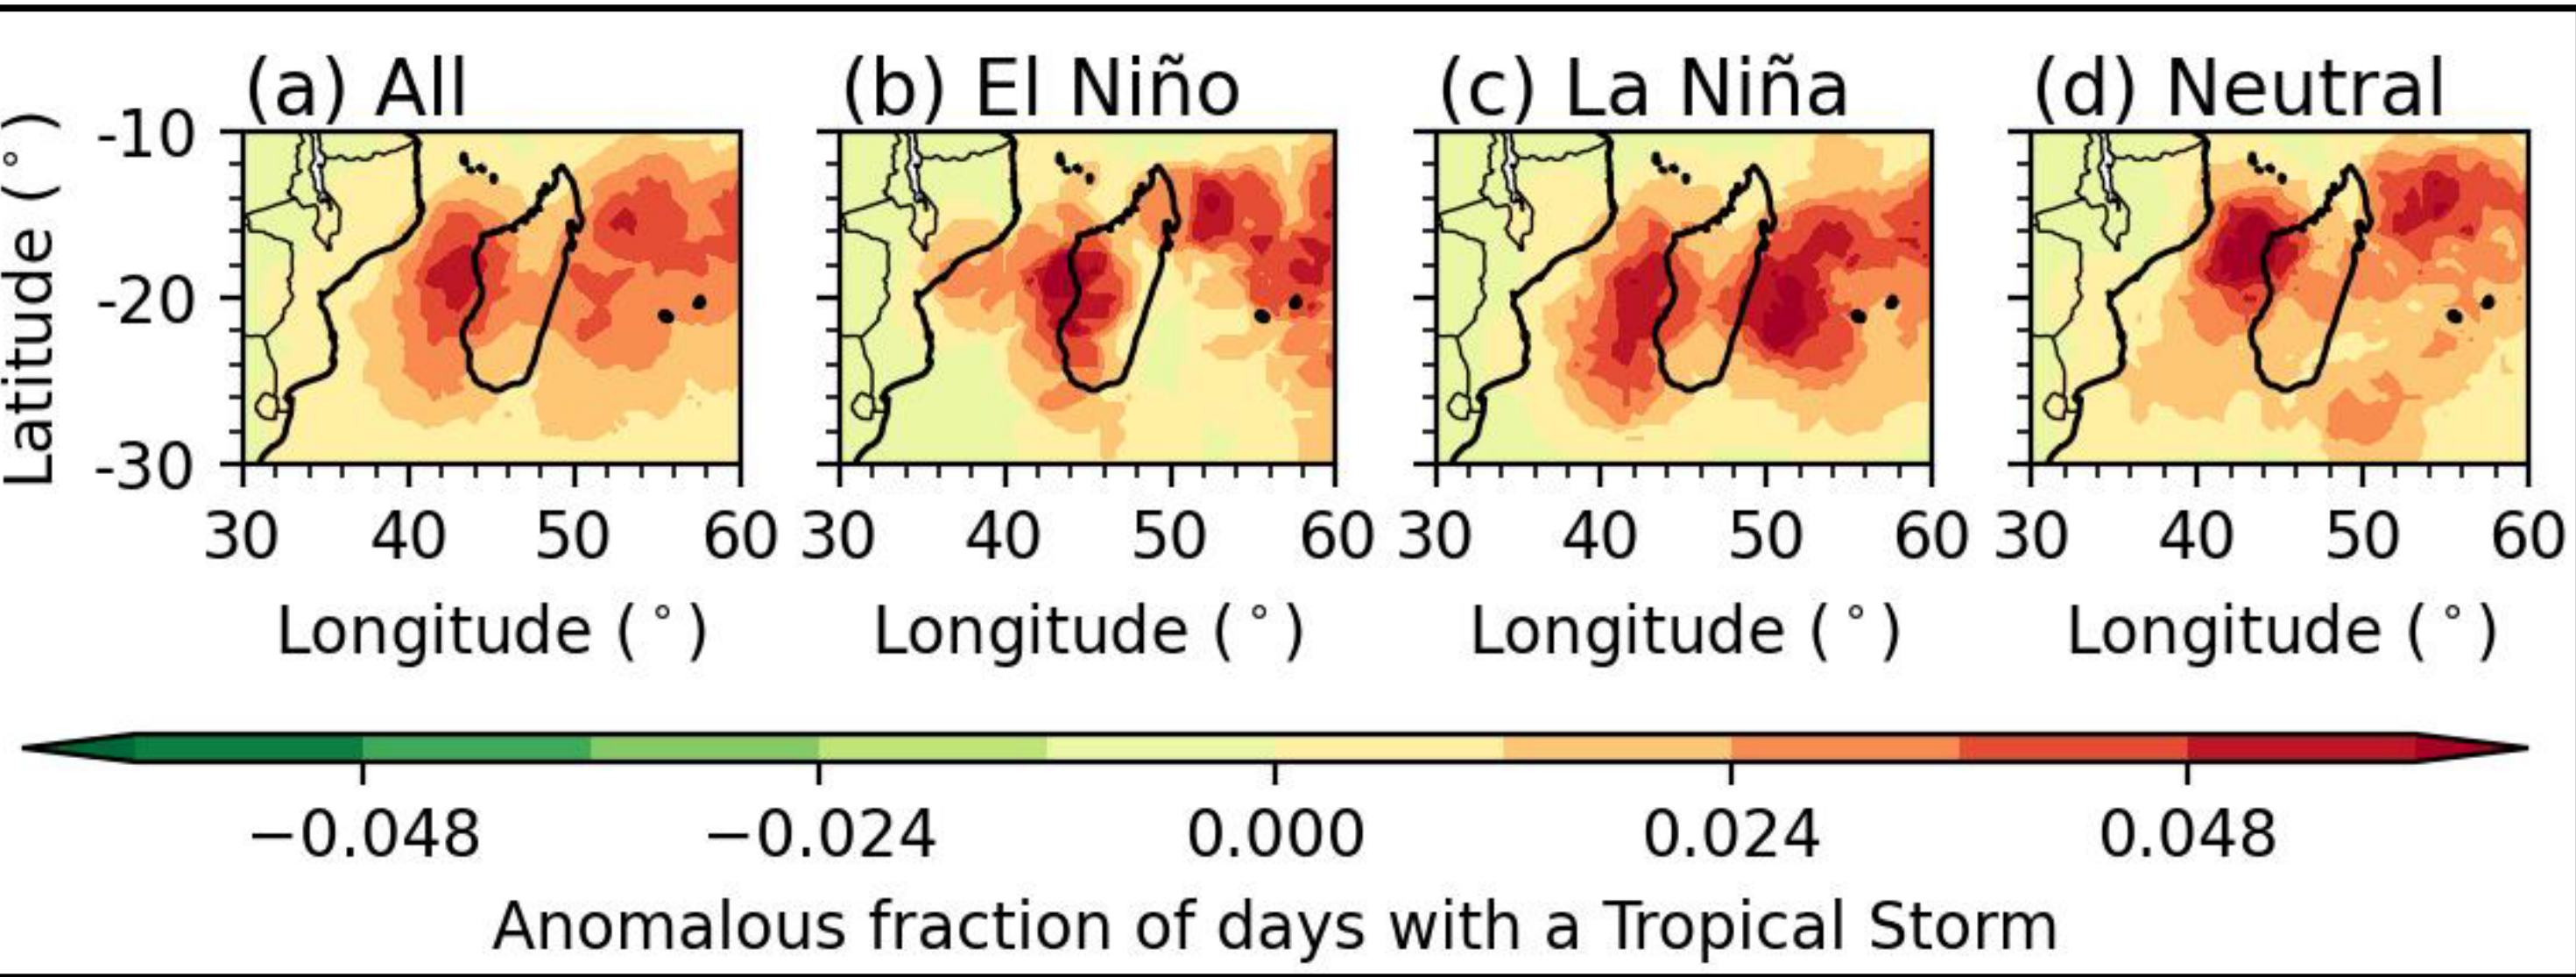 (a) All (b) El Niño (c) La Niña (d) Neutral
Latitude (°)
-10
-20
-30
30 40 50 60 30 40 50 60 30 40 50 60 30 40 50 60
Longitude (°) Longitude (°) Longitude (°) Longitude (°)
−0.048 −0.024 0.000 0.024 0.048
Anomalous fraction of days with a Tropical Storm